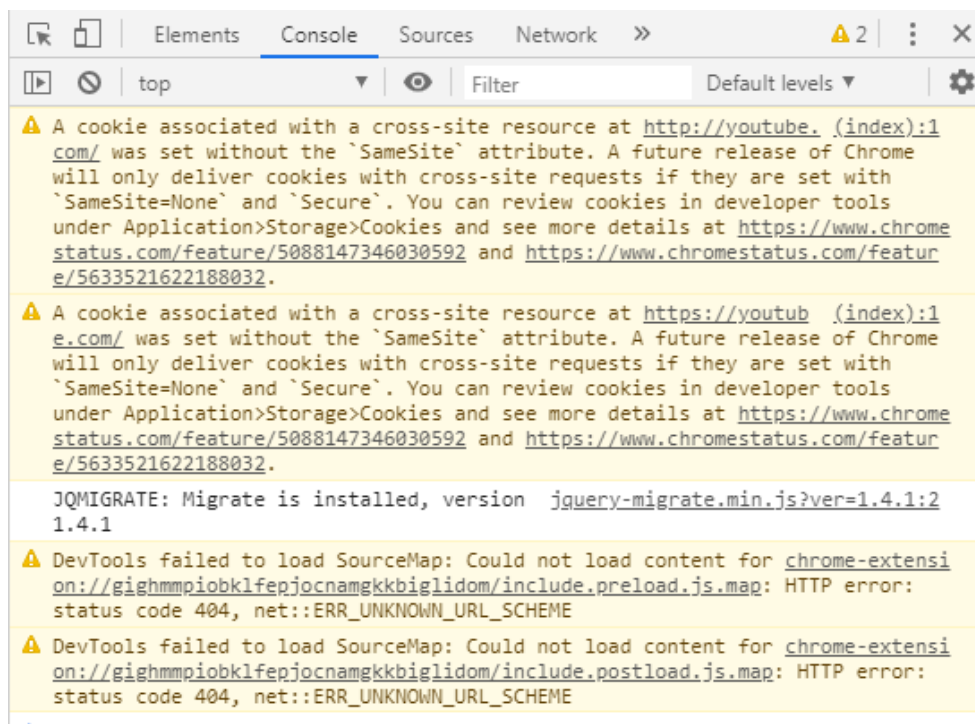 Elements Console Sources Network » 2
top ▼ Filter Default levels ▼
A cookie associated with a cross-site resource at http://youtube. (index):1
com/ was set without the `SameSite` attribute. A future release of Chrome
will only deliver cookies with cross-site requests if they are set with
`SameSite=None` and `Secure`. You can review cookies in developer tools
under Application>Storage>Cookies and see more details at https://www.chrome
status.com/feature/5088147346030592 and https://www.chromestatus.com/featur
e/5633521622188032.
A cookie associated with a cross-site resource at https://youtub (index):1
e.com/ was set without the `SameSite` attribute. A future release of Chrome
will only deliver cookies with cross-site requests if they are set with
`SameSite=None` and `Secure`. You can review cookies in developer tools
under Application>Storage>Cookies and see more details at https://www.chrome
status.com/feature/5088147346030592 and https://www.chromestatus.com/featur
e/5633521622188032.
JQMIGRATE: Migrate is installed, version jquery-migrate.min.js?ver=1.4.1:2
1.4.1
DevTools failed to load SourceMap: Could not load content for chrome-extensi
on://gighmmpiobklfepjocnamgkkbiglidom/include.preload.js.map: HTTP error:
status code 404, net::ERR_UNKNOWN_URL_SCHEME
DevTools failed to load SourceMap: Could not load content for chrome-extensi
on://gighmmpiobklfepjocnamgkkbiglidom/include.postload.js.map: HTTP error:
status code 404, net::ERR_UNKNOWN_URL_SCHEME